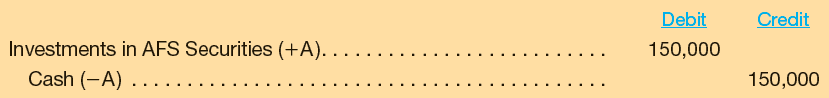 Debit Credit
Investments in AFS Securities (+A). . . . . . . . . . . . . . . . . . . . . . . . . . . 150,000
Cash (−A) . . . . . . . . . . . . . . . . . . . . . . . . . . . . . . . . . . . . . . . . . . . . 150,000